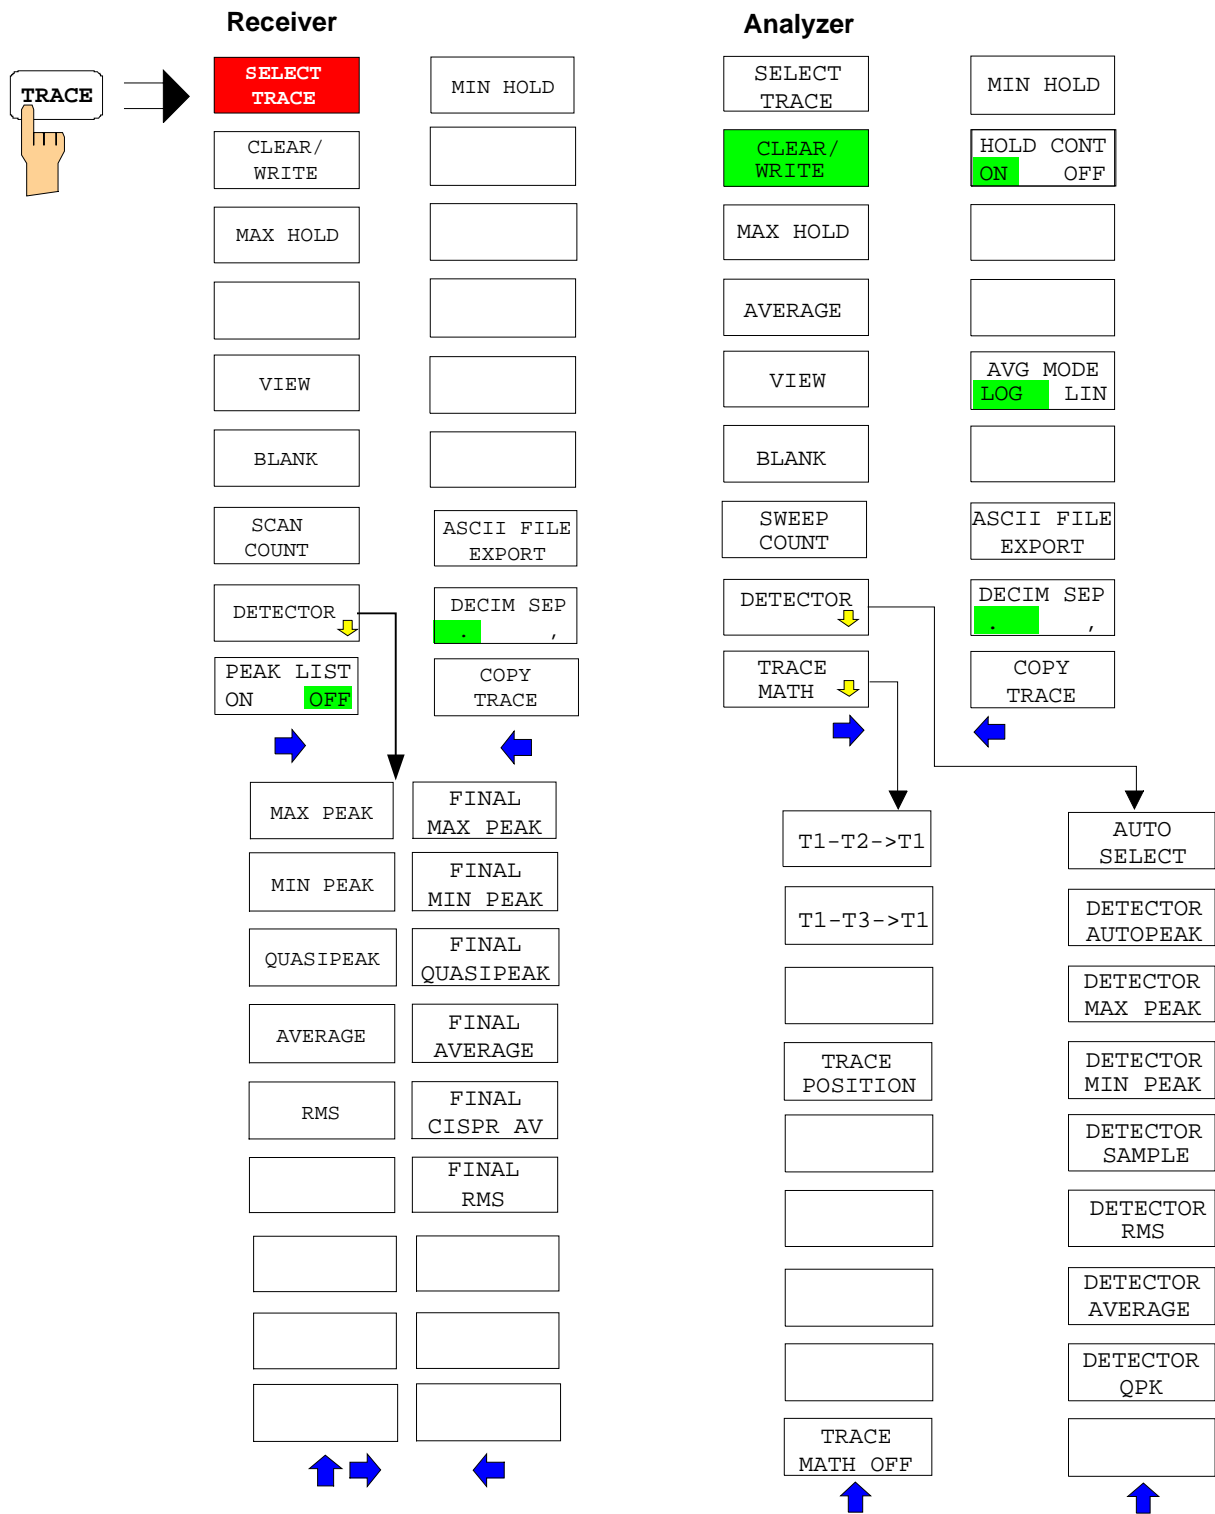 Receiver
Analyzer
TRACE
SELECT
TRACE
CLEAR/
WRITE
MAX HOLD
VIEW
BLANK
SCAN
COUNT
DETECTOR
PEAK LIST
ON OFF
MIN HOLD
ASCII FILE
EXPORT
DECIM SEP
. ,
COPY
TRACE
MAX PEAK
MIN PEAK
QUASIPEAK
AVERAGE
RMS
FINAL
MAX PEAK
FINAL
MIN PEAK
FINAL
QUASIPEAK
FINAL
AVERAGE
FINAL
CISPR AV
FINAL
RMS
SELECT
TRACE
CLEAR/
WRITE
MAX HOLD
AVERAGE
VIEW
BLANK
SWEEP
COUNT
DETECTOR
TRACE
MATH
MIN HOLD
HOLD CONT
ON OFF
AVG MODE
LOG LIN
ASCII FILE
EXPORT
DECIM SEP
. ,
COPY
TRACE
T1-T2->T1
T1-T3->T1
TRACE
POSITION
TRACE
MATH OFF
AUTO
SELECT
DETECTOR
AUTOPEAK
DETECTOR
MAX PEAK
DETECTOR
MIN PEAK
DETECTOR
SAMPLE
DETECTOR
RMS
DETECTOR
AVERAGE
DETECTOR
QPK